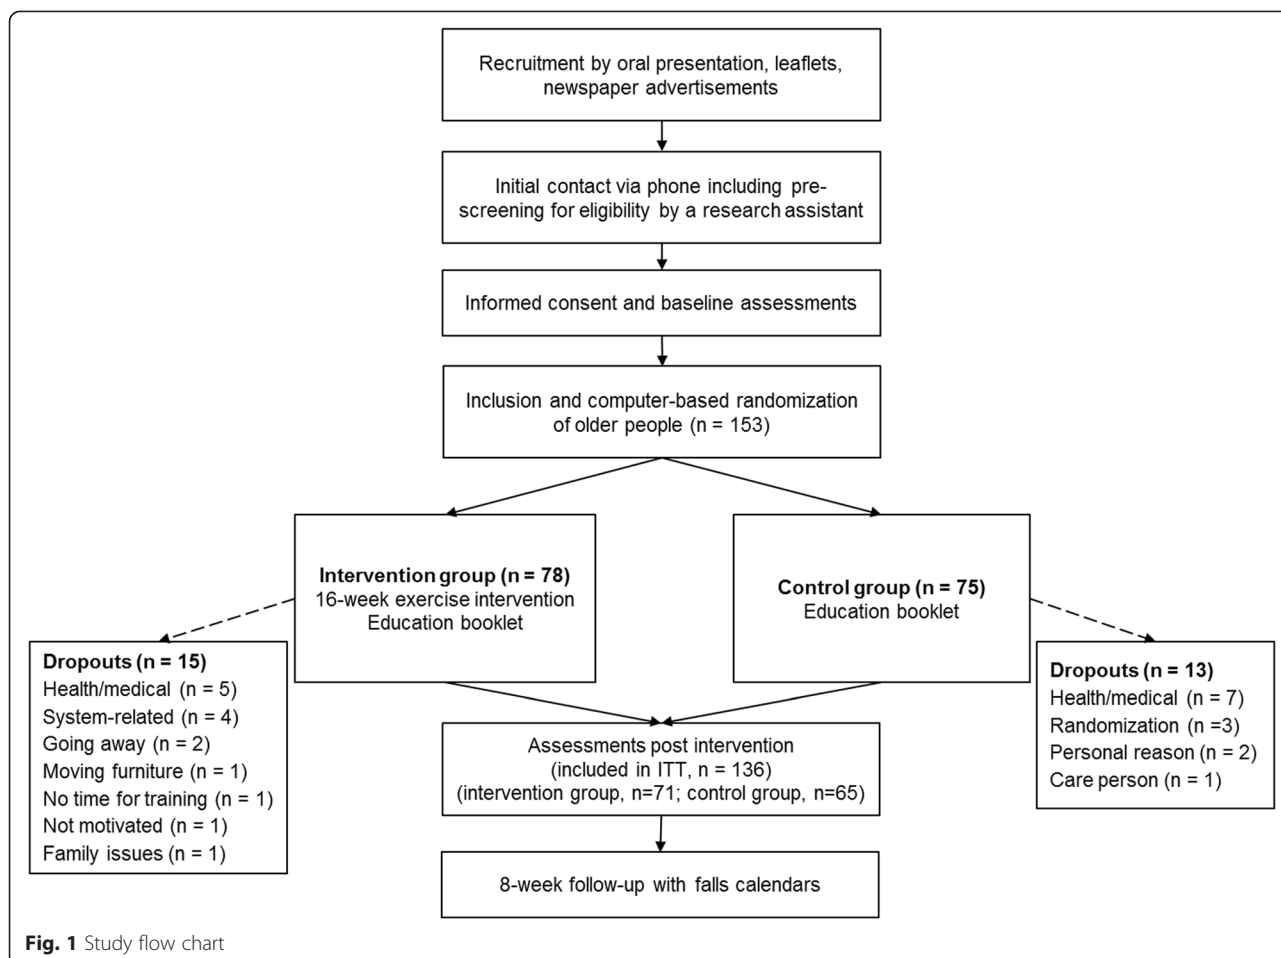 Recruitment by oral presentation, leaflets,
newspaper advertisements
Initial contact via phone including pre-
screening for eligibility by a research assistant
Informed consent and baseline assessments
Inclusion and computer-based randomization
of older people (n = 153)
Intervention group (n = 78)
16-week exercise intervention
Education booklet
Control group (n = 75)
Education booklet
Dropouts (n = 15)
Health/medical (n = 5)
System-related (n = 4)
Going away (n = 2)
Moving furniture (n = 1)
No time for training (n = 1)
Not motivated (n = 1)
Family issues (n = 1)
Dropouts (n = 13)
Health/medical (n = 7)
Randomization (n =3)
Personal reason (n = 2)
Care person (n = 1)
Assessments post intervention
(included in ITT, n = 136)
(intervention group, n=71; control group, n=65)
8-week follow-up with falls calendars
Fig. 1 Study flow chart